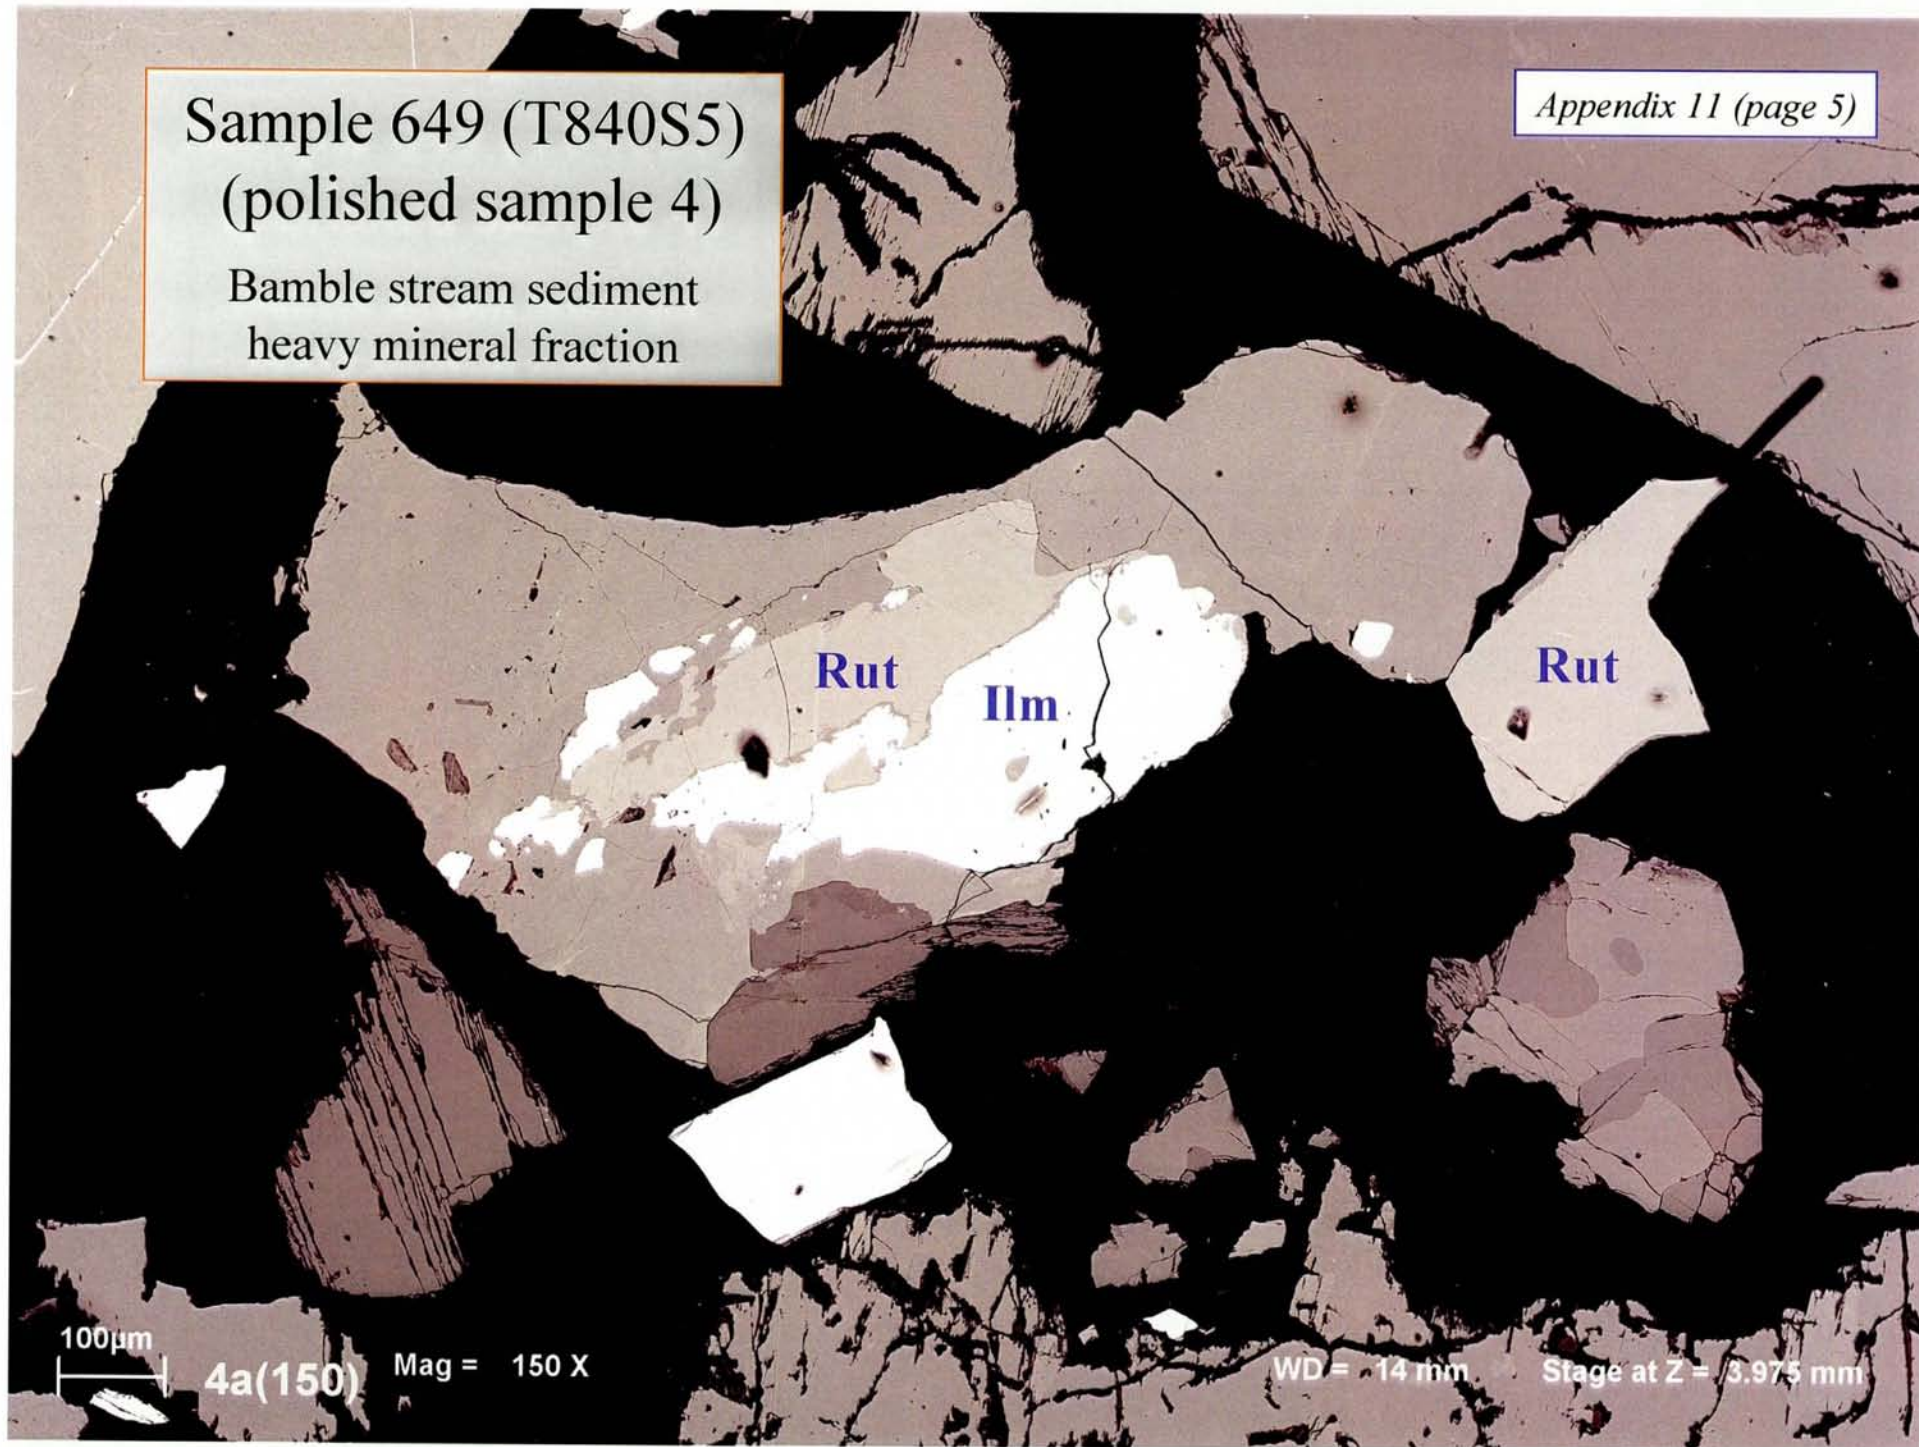 Sample 649 (T840S5)
(polished sample 4)
Bamble stream sediment
heavy mineral fraction
Appendix 11 (page 5)
Rut
Ilm
Rut
100µm
4a(150)
Mag = 150 X
WD = 14 mm
Stage at Z = 3.975 mm